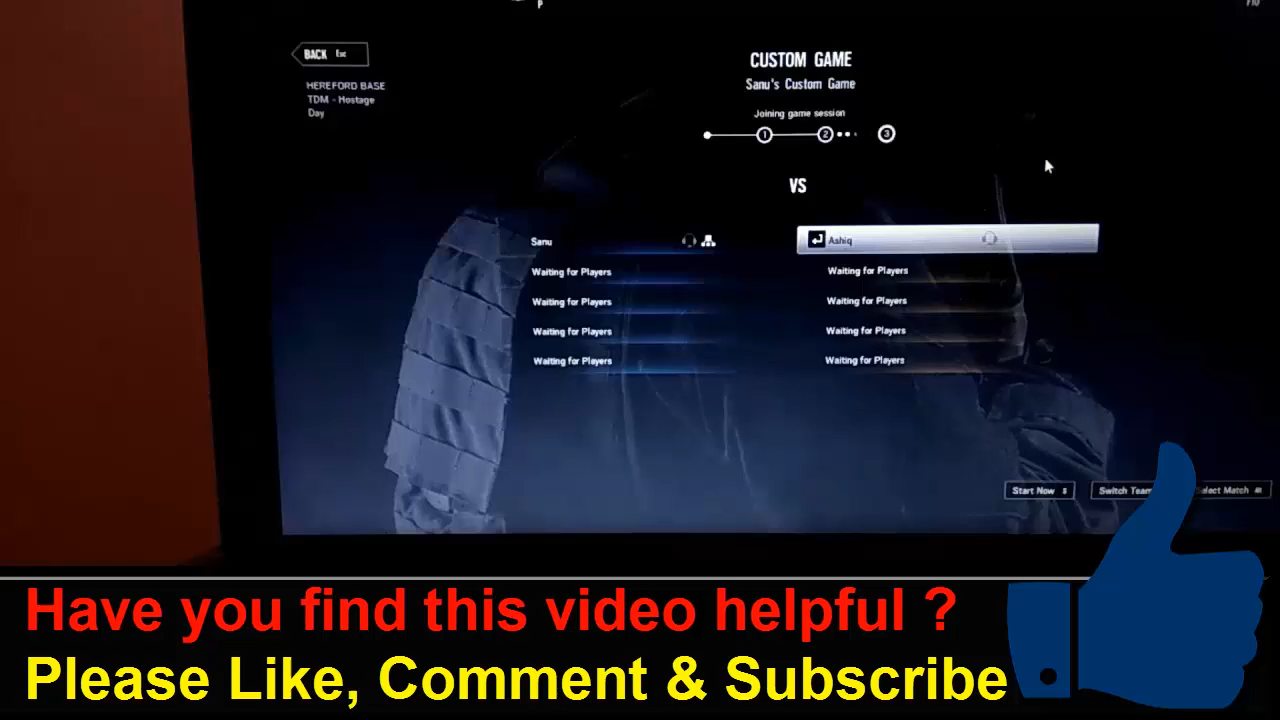 BACK Esc
HEREFORD BASE
TDM - Hostage
Day
CUSTOM GAME
Sanu's Custom Game
Joining game session
1 2 3
VS
Sanu
Ashiq
Waiting for Players
Waiting for Players
Waiting for Players
Waiting for Players
Waiting for Players
Waiting for Players
Waiting for Players
Waiting for Players
Start Now Switch Team elect Match
Have you find this video helpful ?
Please Like, Comment & Subscribe